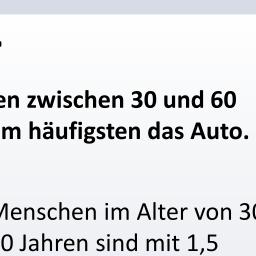 en zwischen 30 und 60
m häufigsten das Auto.
Menschen im Alter von 30
0 Jahren sind mit 1,5